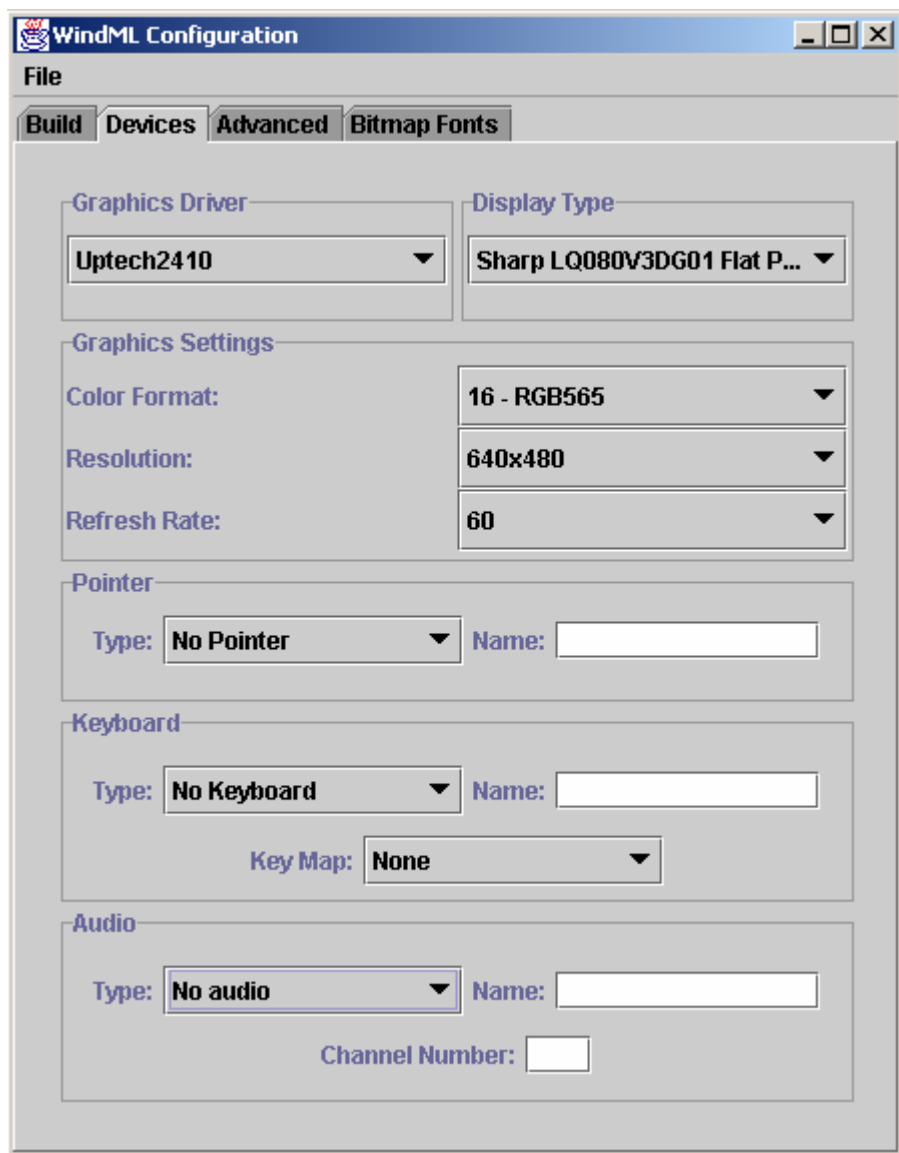 WindML Configuration
File
Build Devices Advanced Bitmap Fonts
Graphics Driver Display Type
Uptech2410 Sharp LQ080V3DG01 Flat P...
Graphics Settings
Color Format: 16 - RGB565
Resolution: 640x480
Refresh Rate: 60
Pointer
Type: No Pointer Name:
Keyboard
Type: No Keyboard Name:
Key Map: None
Audio
Type: No audio Name:
Channel Number: